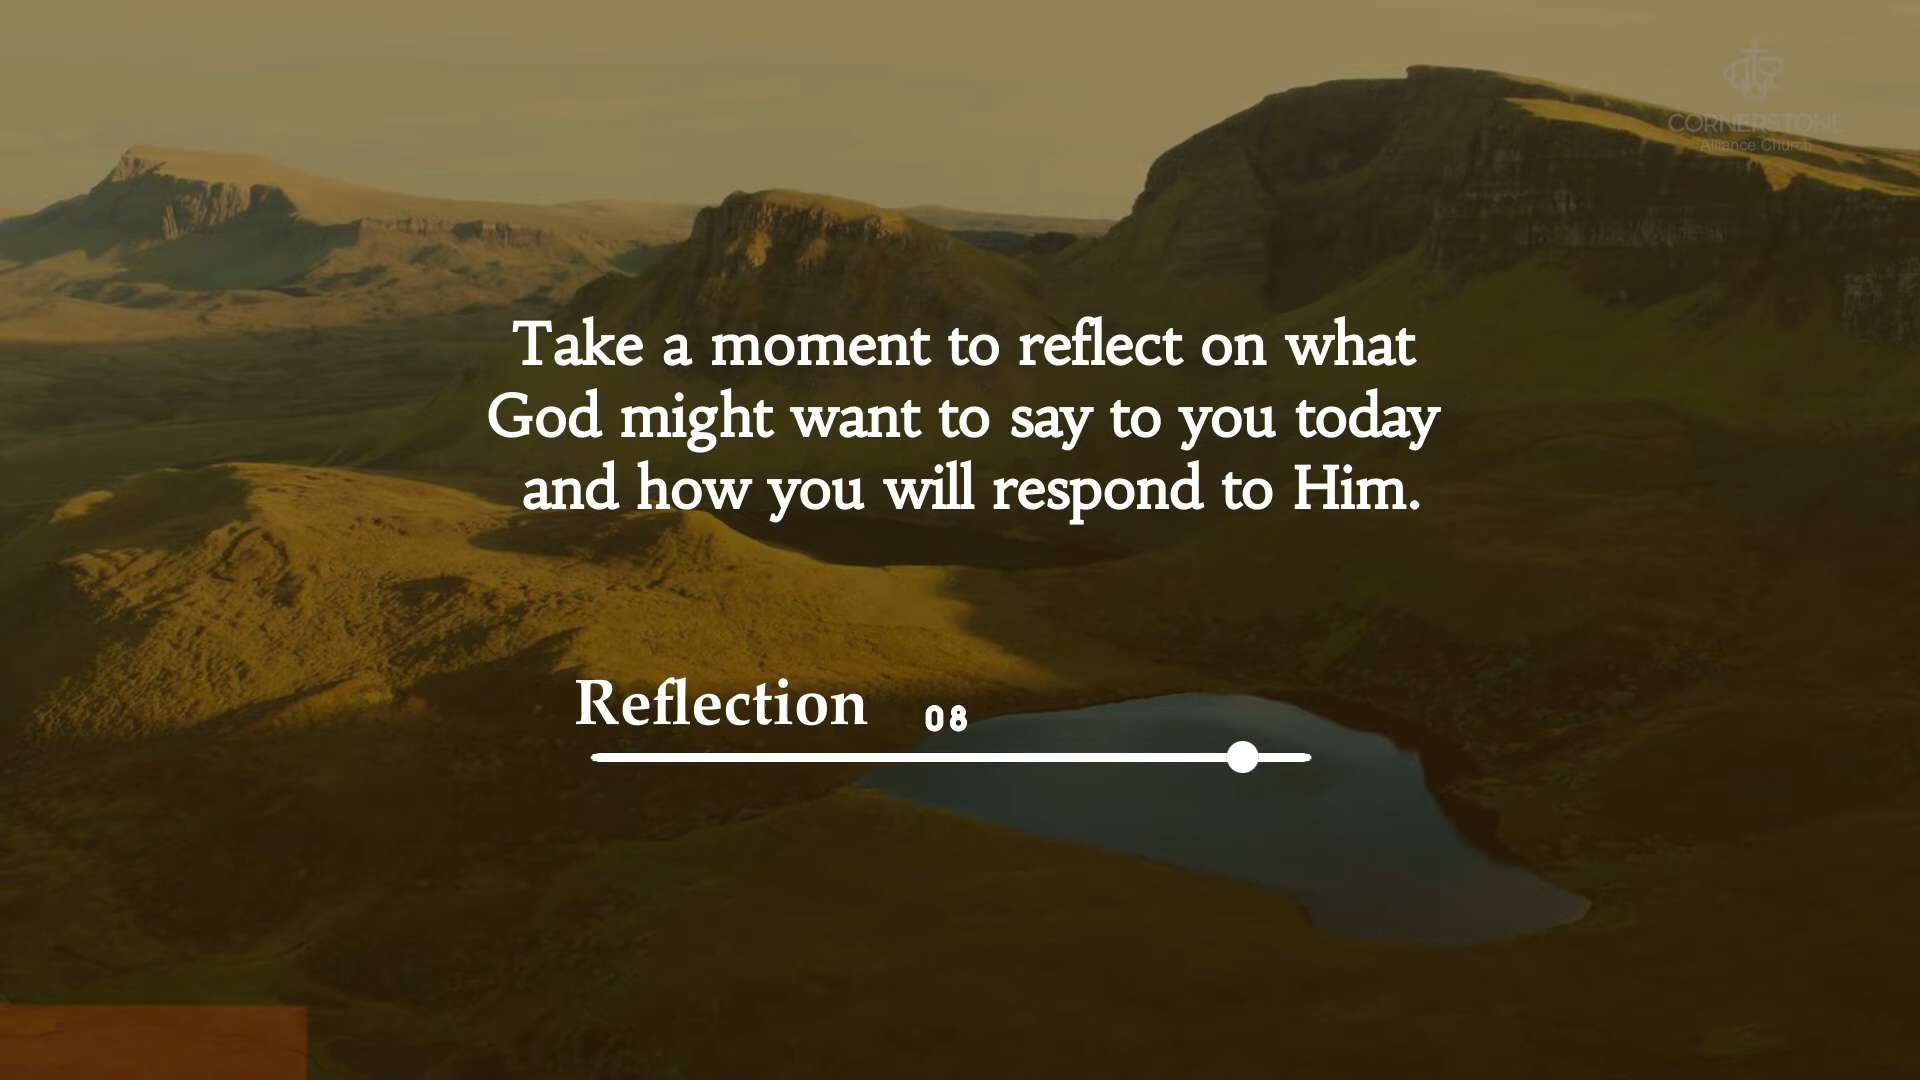 CORNERSTONE
Alliance Church
Take a moment to reflect on what
God might want to say to you today
and how you will respond to Him.
Reflection 08